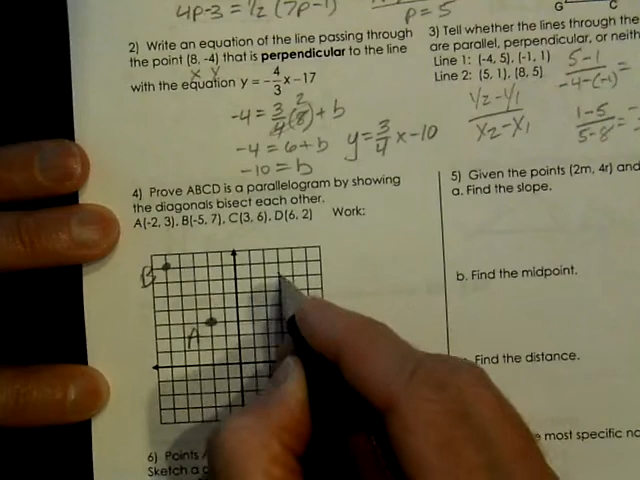 4p-3 = 1/2 (7p-1)
p = 5
G
C
2) Write an equation of the line passing through
the point (8, -4) that is perpendicular to the line
x y
with the equation y = -4/3x - 17
-4 = 3/4(8) + b
2
-4 = 6 + b
-10 = b
y = 3/4 x - 10
3) Tell whether the lines through the
are parallel, perpendicular, or
Line 1: (-4, 5), (-1, 1)
Line 2: (5, 1), (8, 5)
5-1
-4-(-1) =
y2-y1
x2-x1
1-5
5-8 =
4) Prove ABCD is a parallelogram by showing
the diagonals bisect each other.
A(-2, 3), B(-5, 7), C(3, 6), D(6, 2) Work:
B
A
5) Given the points (2m, 4r) and
a. Find the slope.
b. Find the midpoint.
Find the distance.
6) Points
Sketch a
most specific